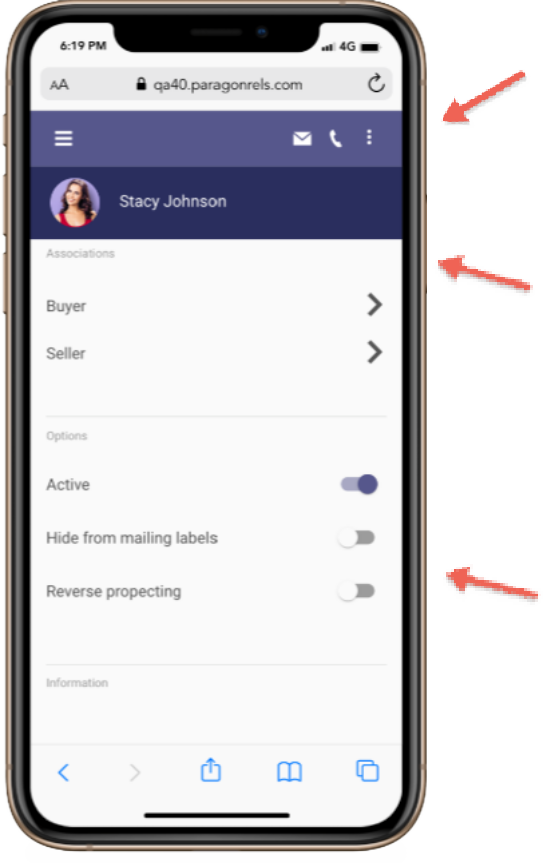 6:19 PM 4G
AA qa40.paragonrels.com
Stacy Johnson
Associations
Buyer
Seller
Options
Active
Hide from mailing labels
Reverse propecting
Information